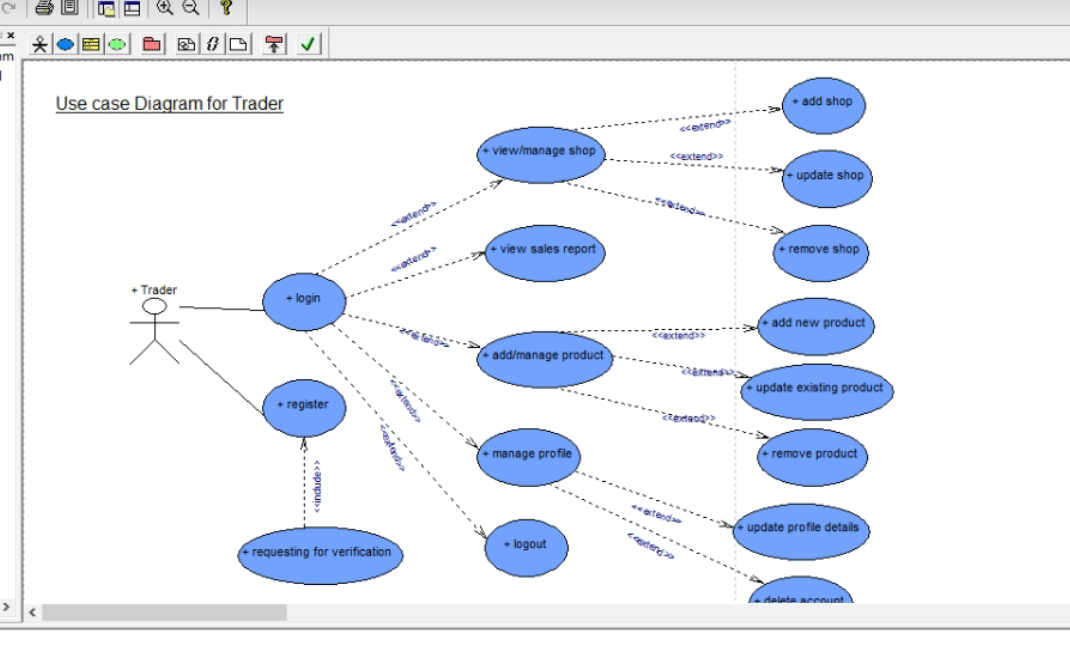 Use case Diagram for Trader
+ add shop
<<extend>>
+ view/manage shop
<<extend>>
+ update shop
<<extend>>
<<extend>>
+ remove shop
<<extend>>
+ view sales report
+ Trader
+ login
+ add new product
<<extend>>
<<extend>>
+ add/manage product
<<extend>>
+ update existing product
<<extend>>
+ register
<<extend>>
<<extend>>
+ manage profile
+ remove product
<<include>>
<<extend>>
+ update profile details
+ requesting for verification
+ logout
<<extend>>
+ delete account